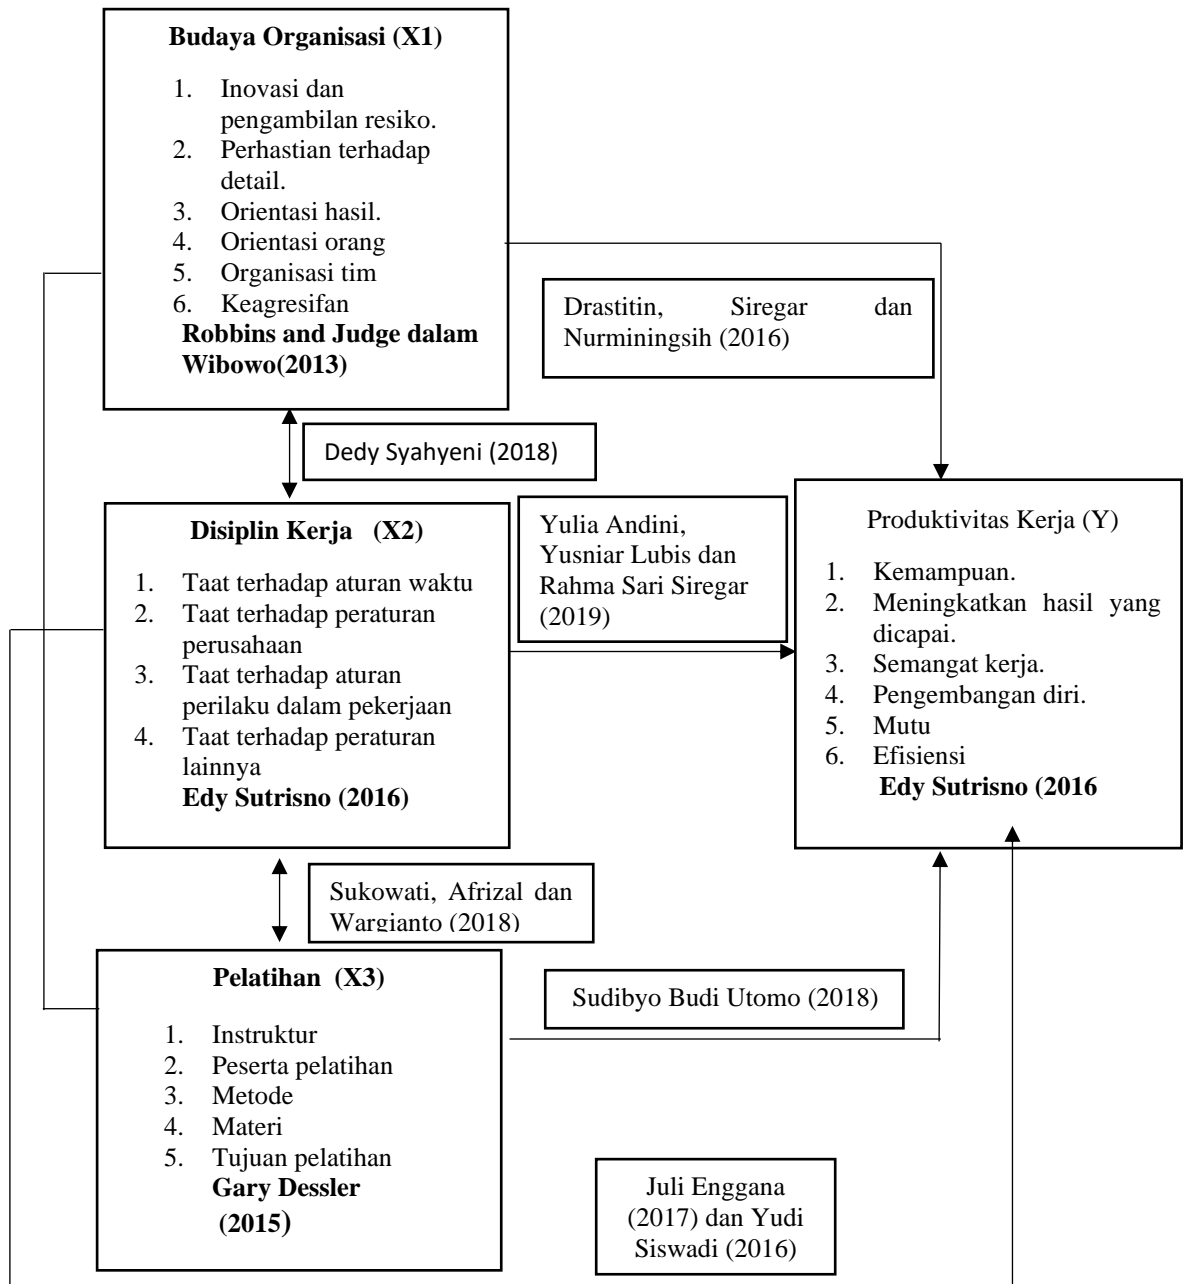 Budaya Organisasi (X1)
1. Inovasi dan
pengambilan resiko.
2. Perhastian terhadap
detail.
3. Orientasi hasil.
4. Orientasi orang
5. Organisasi tim
6. Keagresifan
Robbins and Judge dalam
Wibowo(2013)
Drastitin, Siregar dan
Nurminingsih (2016)
Dedy Syahyeni (2018)
Disiplin Kerja (X2)
1. Taat terhadap aturan waktu
2. Taat terhadap peraturan
perusahaan
3. Taat terhadap aturan
perilaku dalam pekerjaan
4. Taat terhadap peraturan
lainnya
Edy Sutrisno (2016)
Yulia Andini,
Yusniar Lubis dan
Rahma Sari Siregar
(2019)
Produktivitas Kerja (Y)
1. Kemampuan.
2. Meningkatkan hasil yang
dicapai.
3. Semangat kerja.
4. Pengembangan diri.
5. Mutu
6. Efisiensi
Edy Sutrisno (2016
Sukowati, Afrizal dan
Wargianto (2018)
Pelatihan (X3)
1. Instruktur
2. Peserta pelatihan
3. Metode
4. Materi
5. Tujuan pelatihan
Gary Dessler
(2015)
Sudibyo Budi Utomo (2018)
Juli Enggana
(2017) dan Yudi
Siswadi (2016)